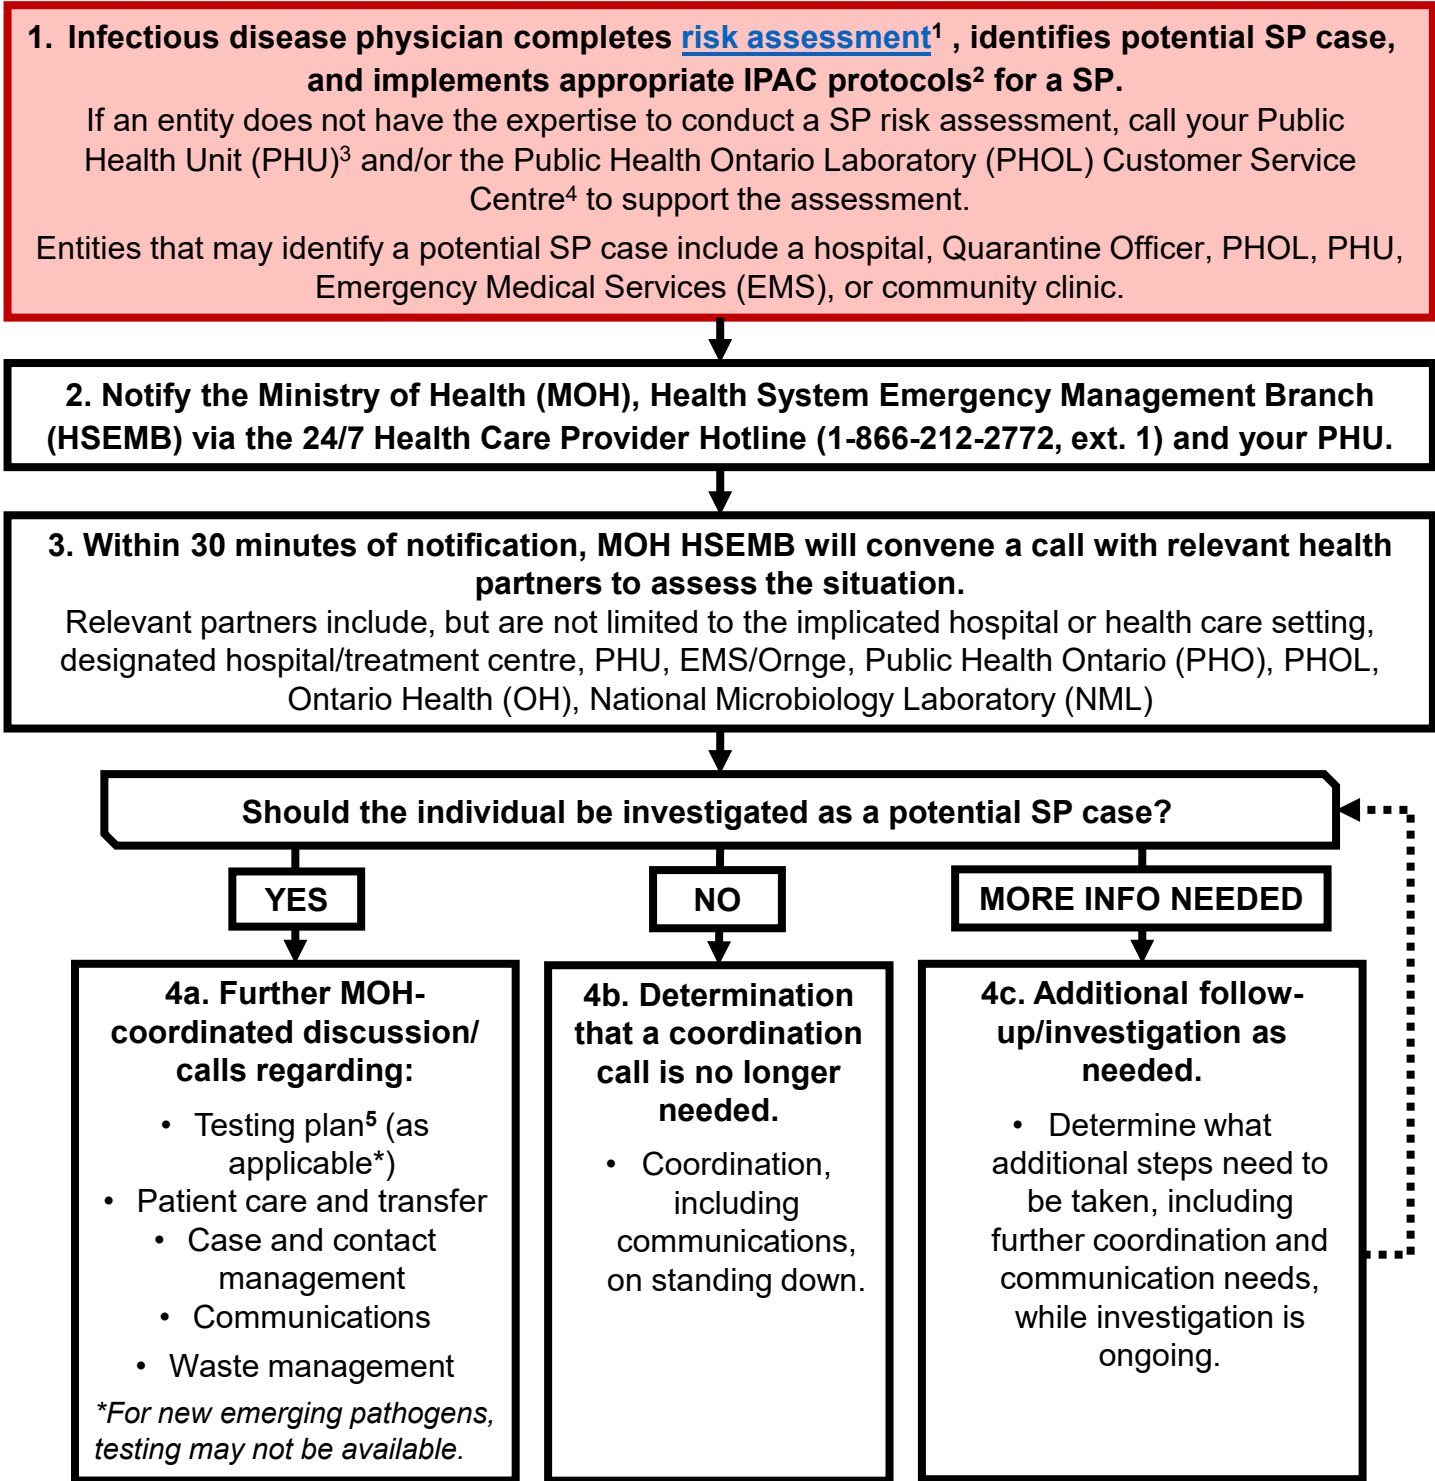 1. Infectious disease physician completes risk assessment¹ , identifies potential SP case,
and implements appropriate IPAC protocols² for a SP.
If an entity does not have the expertise to conduct a SP risk assessment, call your Public
Health Unit (PHU)³ and/or the Public Health Ontario Laboratory (PHOL) Customer Service
Centre⁴ to support the assessment.
Entities that may identify a potential SP case include a hospital, Quarantine Officer, PHOL, PHU,
Emergency Medical Services (EMS), or community clinic.
2. Notify the Ministry of Health (MOH), Health System Emergency Management Branch
(HSEMB) via the 24/7 Health Care Provider Hotline (1-866-212-2772, ext. 1) and your PHU.
3. Within 30 minutes of notification, MOH HSEMB will convene a call with relevant health
partners to assess the situation.
Relevant partners include, but are not limited to the implicated hospital or health care setting,
designated hospital/treatment centre, PHU, EMS/Ornge, Public Health Ontario (PHO), PHOL,
Ontario Health (OH), National Microbiology Laboratory (NML)
Should the individual be investigated as a potential SP case?
YES
4a. Further MOH-
coordinated discussion/
calls regarding:
• Testing plan⁵ (as
applicable*)
• Patient care and transfer
• Case and contact
management
• Communications
• Waste management
*For new emerging pathogens,
testing may not be available.
NO
4b. Determination
that a coordination
call is no longer
needed.
• Coordination,
including
communications,
on standing down.
MORE INFO NEEDED
4c. Additional follow-
up/investigation as
needed.
• Determine what
additional steps need to
be taken, including
further coordination and
communication needs,
while investigation is
ongoing.